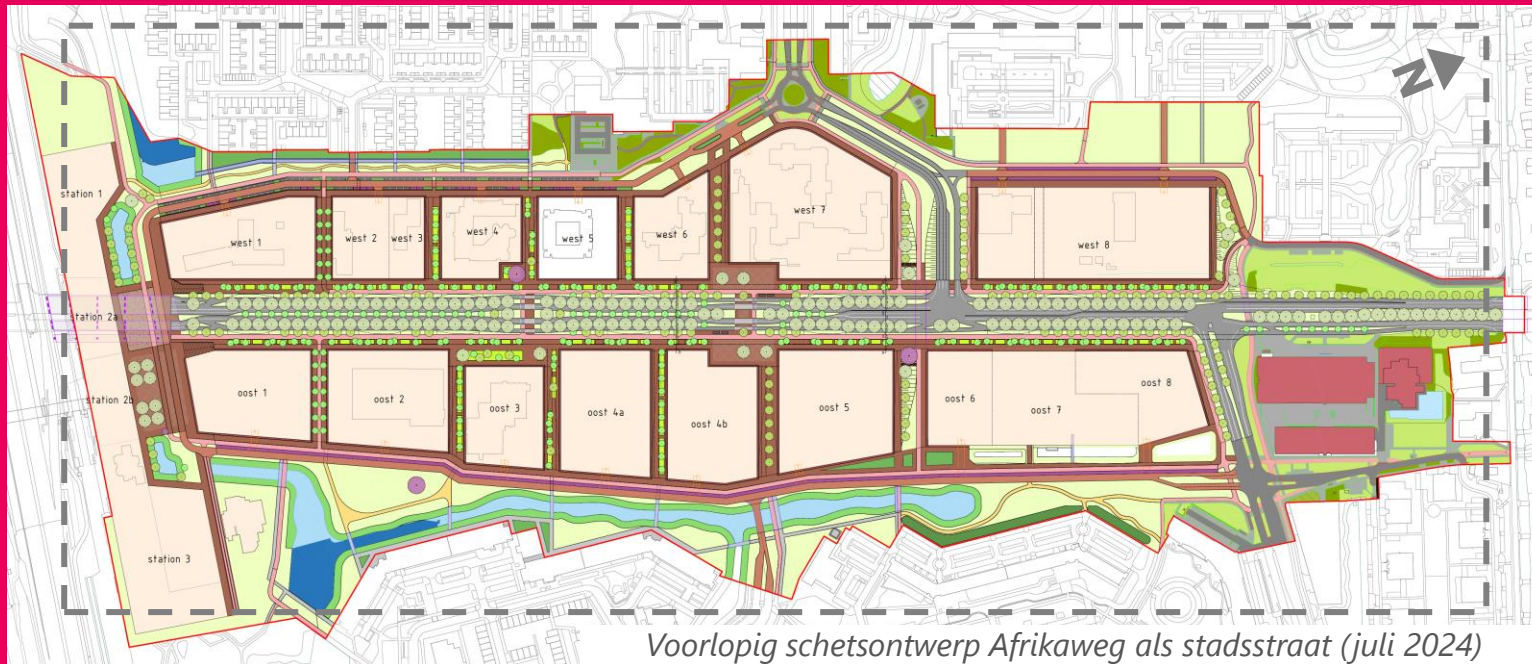 N
station 1
west 1
west 2
west 3
west 4
west 5
west 6
west 7
west 8
station 2a
station 2b
oost 1
oost 2
oost 3
oost 4a
oost 4b
oost 5
oost 6
oost 7
oost 8
station 3
Voorlopig schetsontwerp Afrikaweg als stadsstraat (juli 2024)